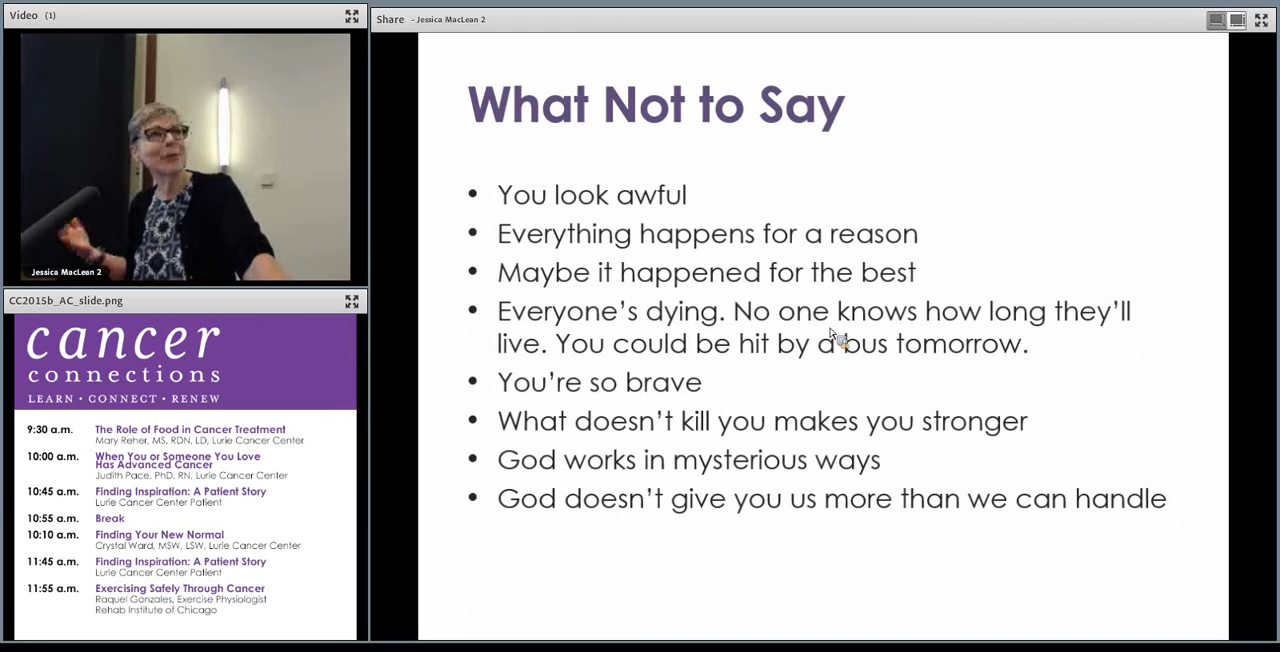 Video (1)
Jessica MacLean 2
CC2015b_AC_slide.png
cancer
connections
LEARN • CONNECT • RENEW
9:30 a.m. The Role of Food in Cancer Treatment
Mary Reher, MS, RDN, LD, Lurie Cancer Center
10:00 a.m. When You or Someone You Love
Has Advanced Cancer
Judith Pace, PhD, RN, Lurie Cancer Center
10:45 a.m. Finding Inspiration: A Patient Story
Lurie Cancer Center Patient
10:55 a.m. Break
10:10 a.m. Finding Your New Normal
Crystal Ward, MSW, LSW, Lurie Cancer Center
11:45 a.m. Finding Inspiration: A Patient Story
Lurie Cancer Center Patient
11:55 a.m. Exercising Safely Through Cancer
Raquel Gonzales, Exercise Physiologist
Rehab Institute of Chicago
Share - Jessica MacLean 2
What Not to Say
• You look awful
• Everything happens for a reason
• Maybe it happened for the best
• Everyone's dying. No one knows how long they'll
live. You could be hit by a bus tomorrow.
• You're so brave
• What doesn't kill you makes you stronger
• God works in mysterious ways
• God doesn't give you us more than we can handle